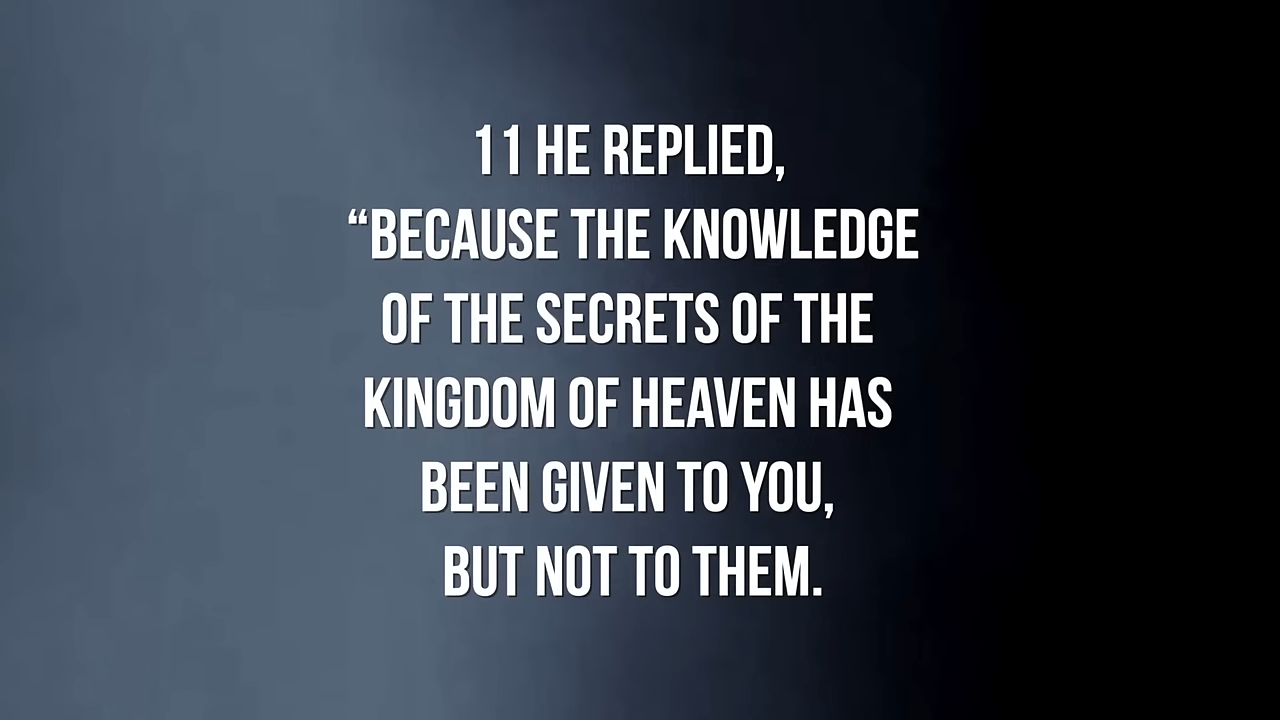 11 HE REPLIED,
“BECAUSE THE KNOWLEDGE
OF THE SECRETS OF THE
KINGDOM OF HEAVEN HAS
BEEN GIVEN TO YOU,
BUT NOT TO THEM.